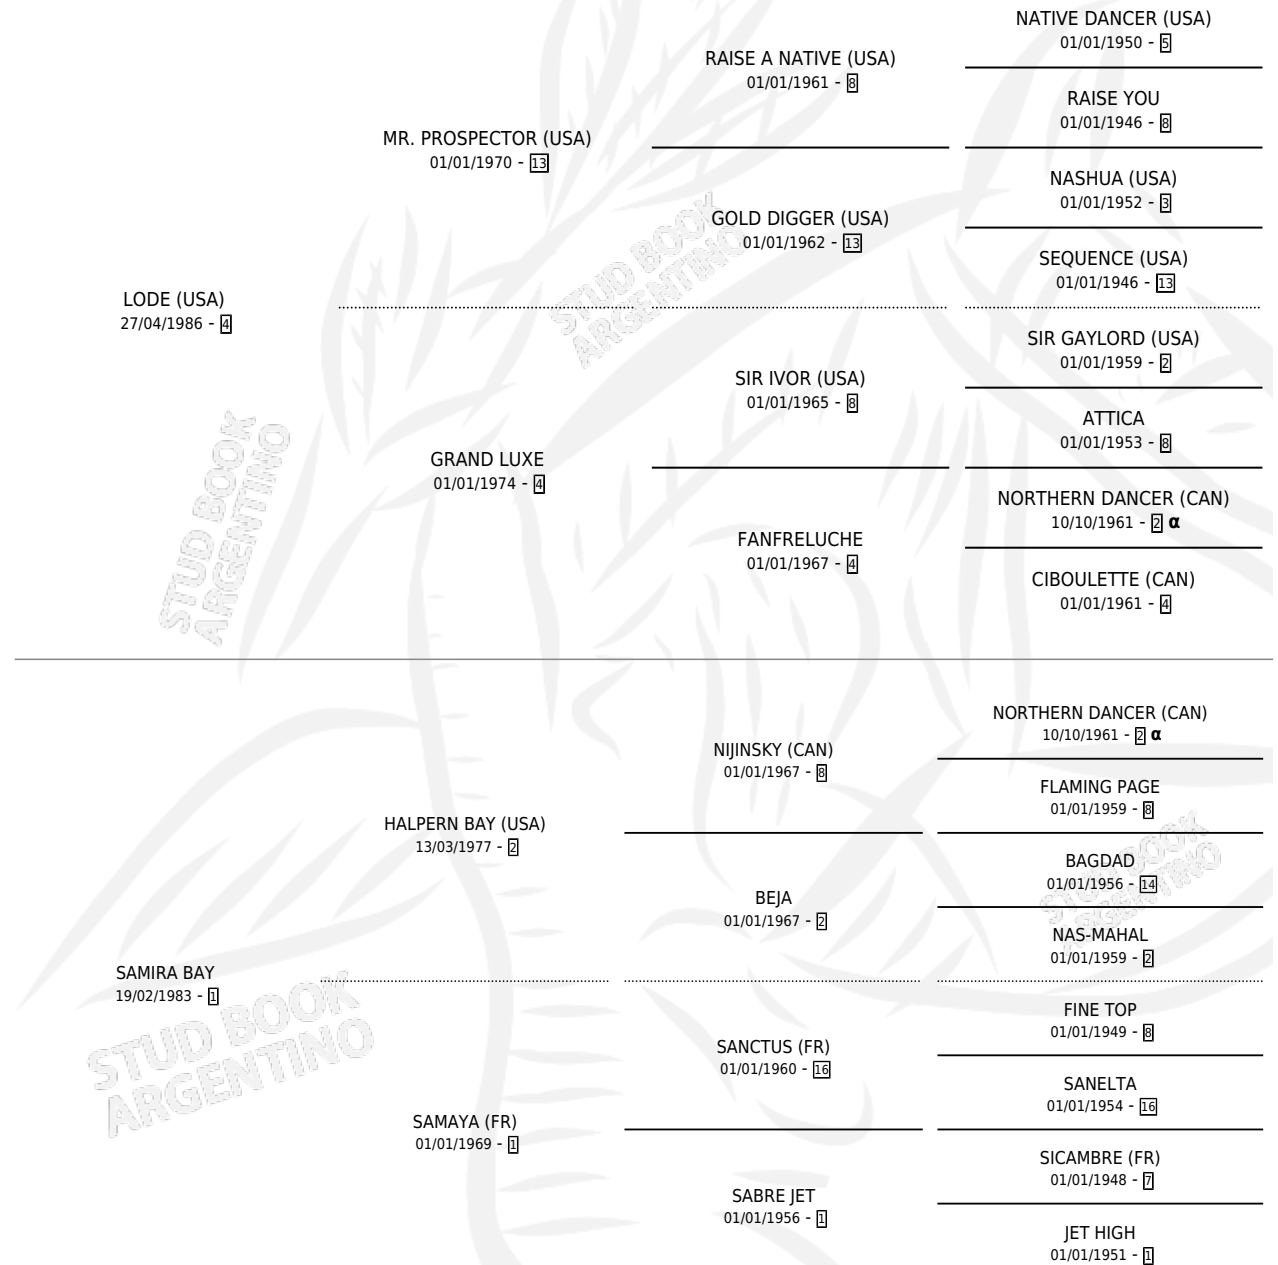 NATIVE DANCER (USA)
01/01/1950 - 5
RAISE A NATIVE (USA)
01/01/1961 - 8
RAISE YOU
01/01/1946 - 8
MR. PROSPECTOR (USA)
01/01/1970 - 13
NASHUA (USA)
01/01/1952 - 3
GOLD DIGGER (USA)
01/01/1962 - 13
SEQUENCE (USA)
01/01/1946 - 13
STUD BOOK
ARGENTINO
LODE (USA)
27/04/1986 - 4
SIR GAYLORD (USA)
01/01/1959 - 2
SIR IVOR (USA)
01/01/1965 - 8
ATTICA
01/01/1953 - 8
GRAND LUXE
01/01/1974 - 4
NORTHERN DANCER (CAN)
10/10/1961 - 2 α
FANFRELUCHE
01/01/1967 - 4
CIBOULETTE (CAN)
01/01/1961 - 4
STUD BOOK
ARGENTINO
NORTHERN DANCER (CAN)
10/10/1961 - 2 α
NIJINSKY (CAN)
01/01/1967 - 8
FLAMING PAGE
01/01/1959 - 8
HALPERN BAY (USA)
13/03/1977 - 2
BAGDAD
01/01/1956 - 14
BEJA
01/01/1967 - 2
STUD BOOK
ARGENTINO
NAS-MAHAL
01/01/1959 - 2
SAMIRA BAY
19/02/1983 - 1
FINE TOP
01/01/1949 - 8
SANCTUS (FR)
01/01/1960 - 16
SANELTA
01/01/1954 - 16
STUD BOOK
ARGENTINO
SAMAYA (FR)
01/01/1969 - 1
SICAMBRE (FR)
01/01/1948 - 7
SABRE JET
01/01/1956 - 1
JET HIGH
01/01/1951 - 1